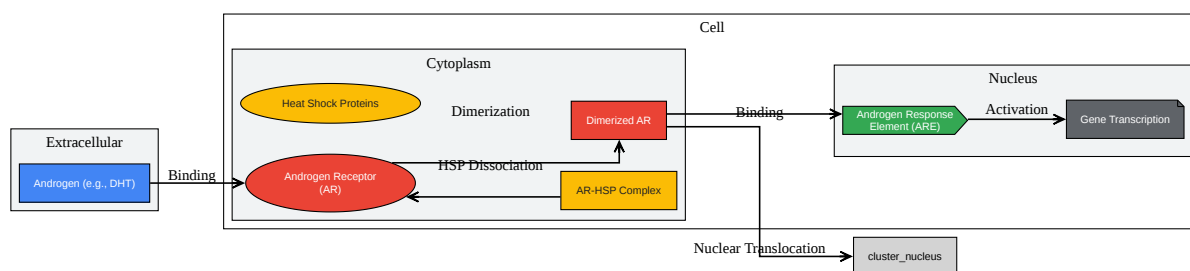 Cell
Cytoplasm
Nucleus
Heat Shock Proteins
Dimerization
Dimerized AR
Binding
Androgen Response
Element (ARE)
Activation
Gene Transcription
Extracellular
Androgen (e.g., DHT)
Binding
Androgen Receptor
(AR)
HSP Dissociation
AR-HSP Complex
Nuclear Translocation
cluster_nucleus